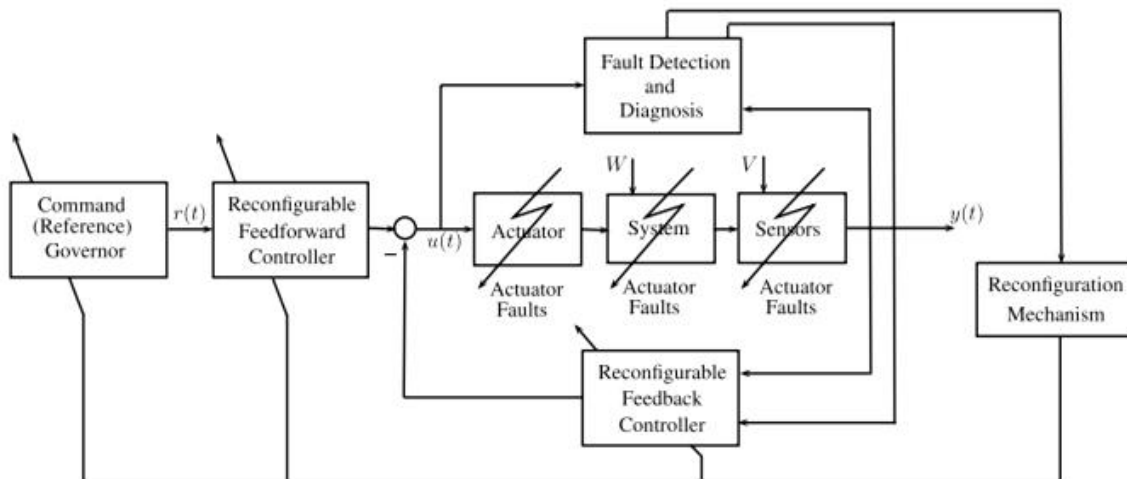 Fault Detection
and
Diagnosis
W
V
Command
(Reference)
Governor
r(t)
Reconfigurable
Feedforward
Controller
−
u(t)
Actuator
System
Sensors
y(t)
Actuator
Faults
Actuator
Faults
Actuator
Faults
Reconfiguration
Mechanism
Reconfigurable
Feedback
Controller